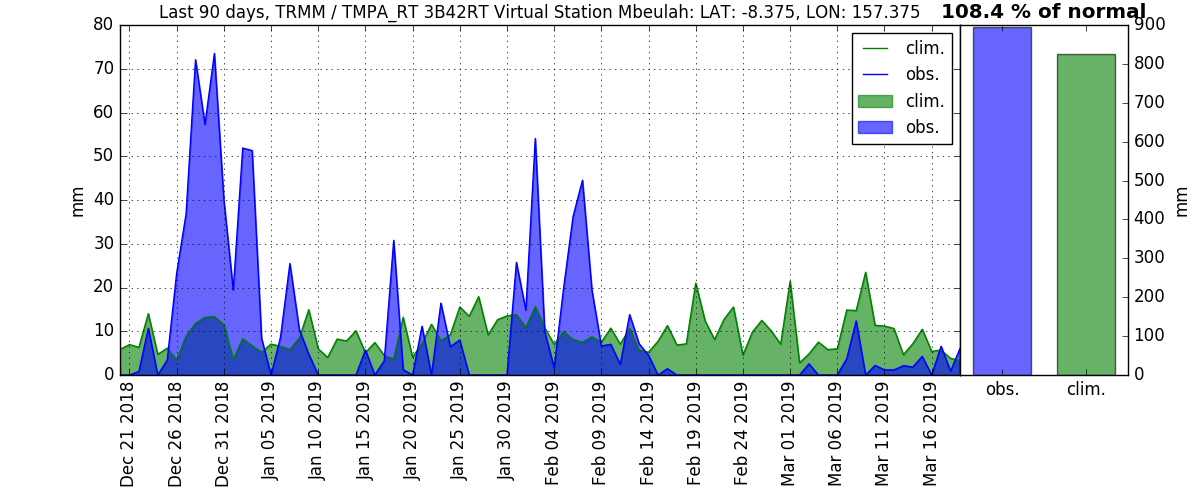 Last 90 days, TRMM / TMPA_RT 3B42RT Virtual Station Mbeulah: LAT: -8.375, LON: 157.375
108.4 % of normal
80
70
60
50
40
30
20
10
0
mm
clim.
obs.
clim.
obs.
900
800
700
600
500
400
300
200
100
0
mm
obs.
clim.
Dec 21 2018
Dec 26 2018
Dec 31 2018
Jan 05 2019
Jan 10 2019
Jan 15 2019
Jan 20 2019
Jan 25 2019
Jan 30 2019
Feb 04 2019
Feb 09 2019
Feb 14 2019
Feb 19 2019
Feb 24 2019
Mar 01 2019
Mar 06 2019
Mar 11 2019
Mar 16 2019